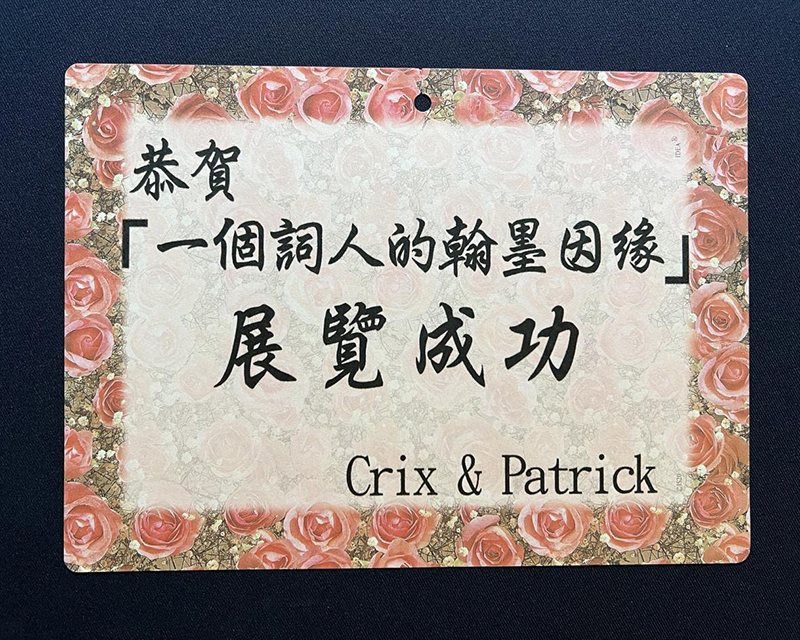 恭賀
「一個詞人的翰墨因緣」
展覽成功
Crix & Patrick